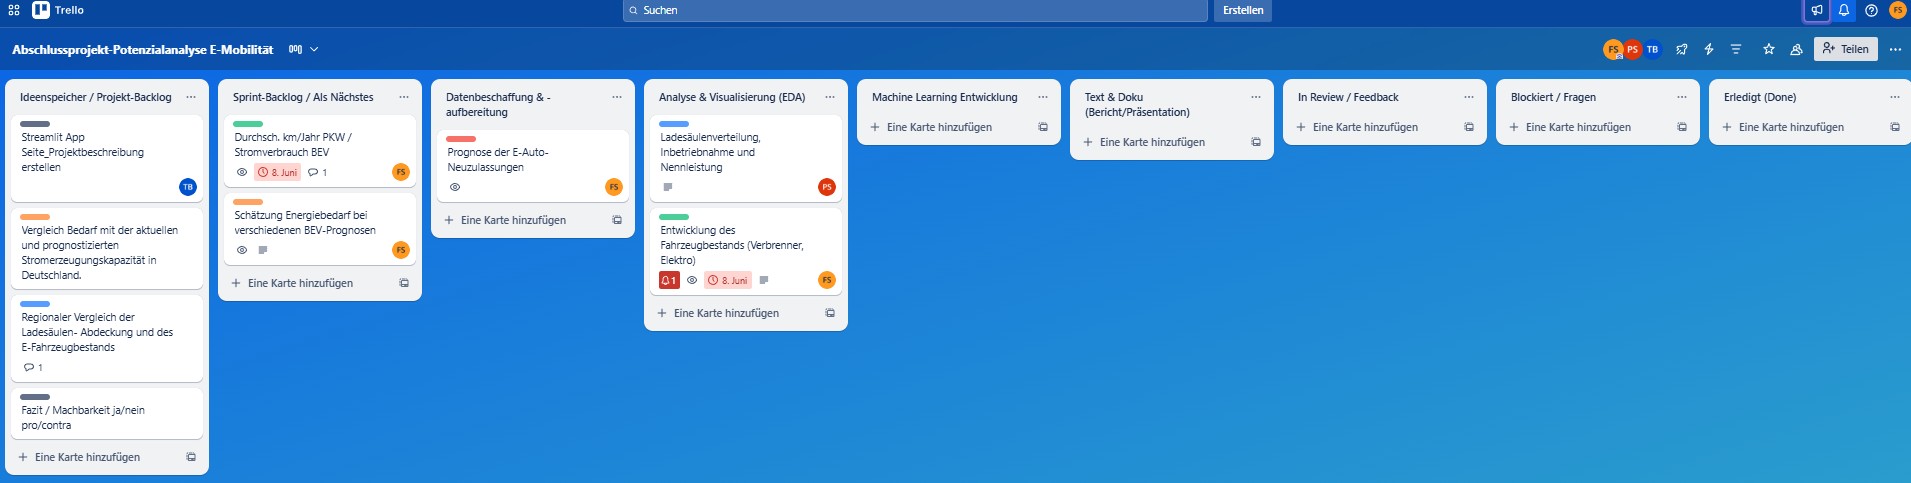 Trello
Suchen
Erstellen
FS
Abschlussprojekt-Potenzialanalyse E-Mobilität
FS
PS
TB
Teilen
Ideenspeicher / Projekt-Backlog
Streamlit App
Seite_Projektbeschreibung
erstellen
TB
Vergleich Bedarf mit der aktuellen
und prognostizierten
Stromerzeugungskapazität in
Deutschland.
Regionaler Vergleich der
Ladesäulen- Abdeckung und des
E-Fahrzeugbestands
1
Fazit / Machbarkeit ja/nein
pro/contra
+ Eine Karte hinzufügen
Sprint-Backlog / Als Nächstes
Durchsch. km/Jahr PKW /
Stromverbrauch BEV
8. Juni
1
FS
Schätzung Energiebedarf bei
verschiedenen BEV-Prognosen
FS
+ Eine Karte hinzufügen
Datenbeschaffung & -
aufbereitung
Prognose der E-Auto-
Neuzulassungen
FS
+ Eine Karte hinzufügen
Analyse & Visualisierung (EDA)
Ladesäulenverteilung,
Inbetriebnahme und
Nennleistung
PS
Entwicklung des
Fahrzeugbestands (Verbrenner,
Elektro)
1
8. Juni
FS
+ Eine Karte hinzufügen
Machine Learning Entwicklung
+ Eine Karte hinzufügen
Text & Doku
(Bericht/Präsentation)
+ Eine Karte hinzufügen
In Review / Feedback
+ Eine Karte hinzufügen
Blockiert / Fragen
+ Eine Karte hinzufügen
Erledigt (Done)
+ Eine Karte hinzufügen